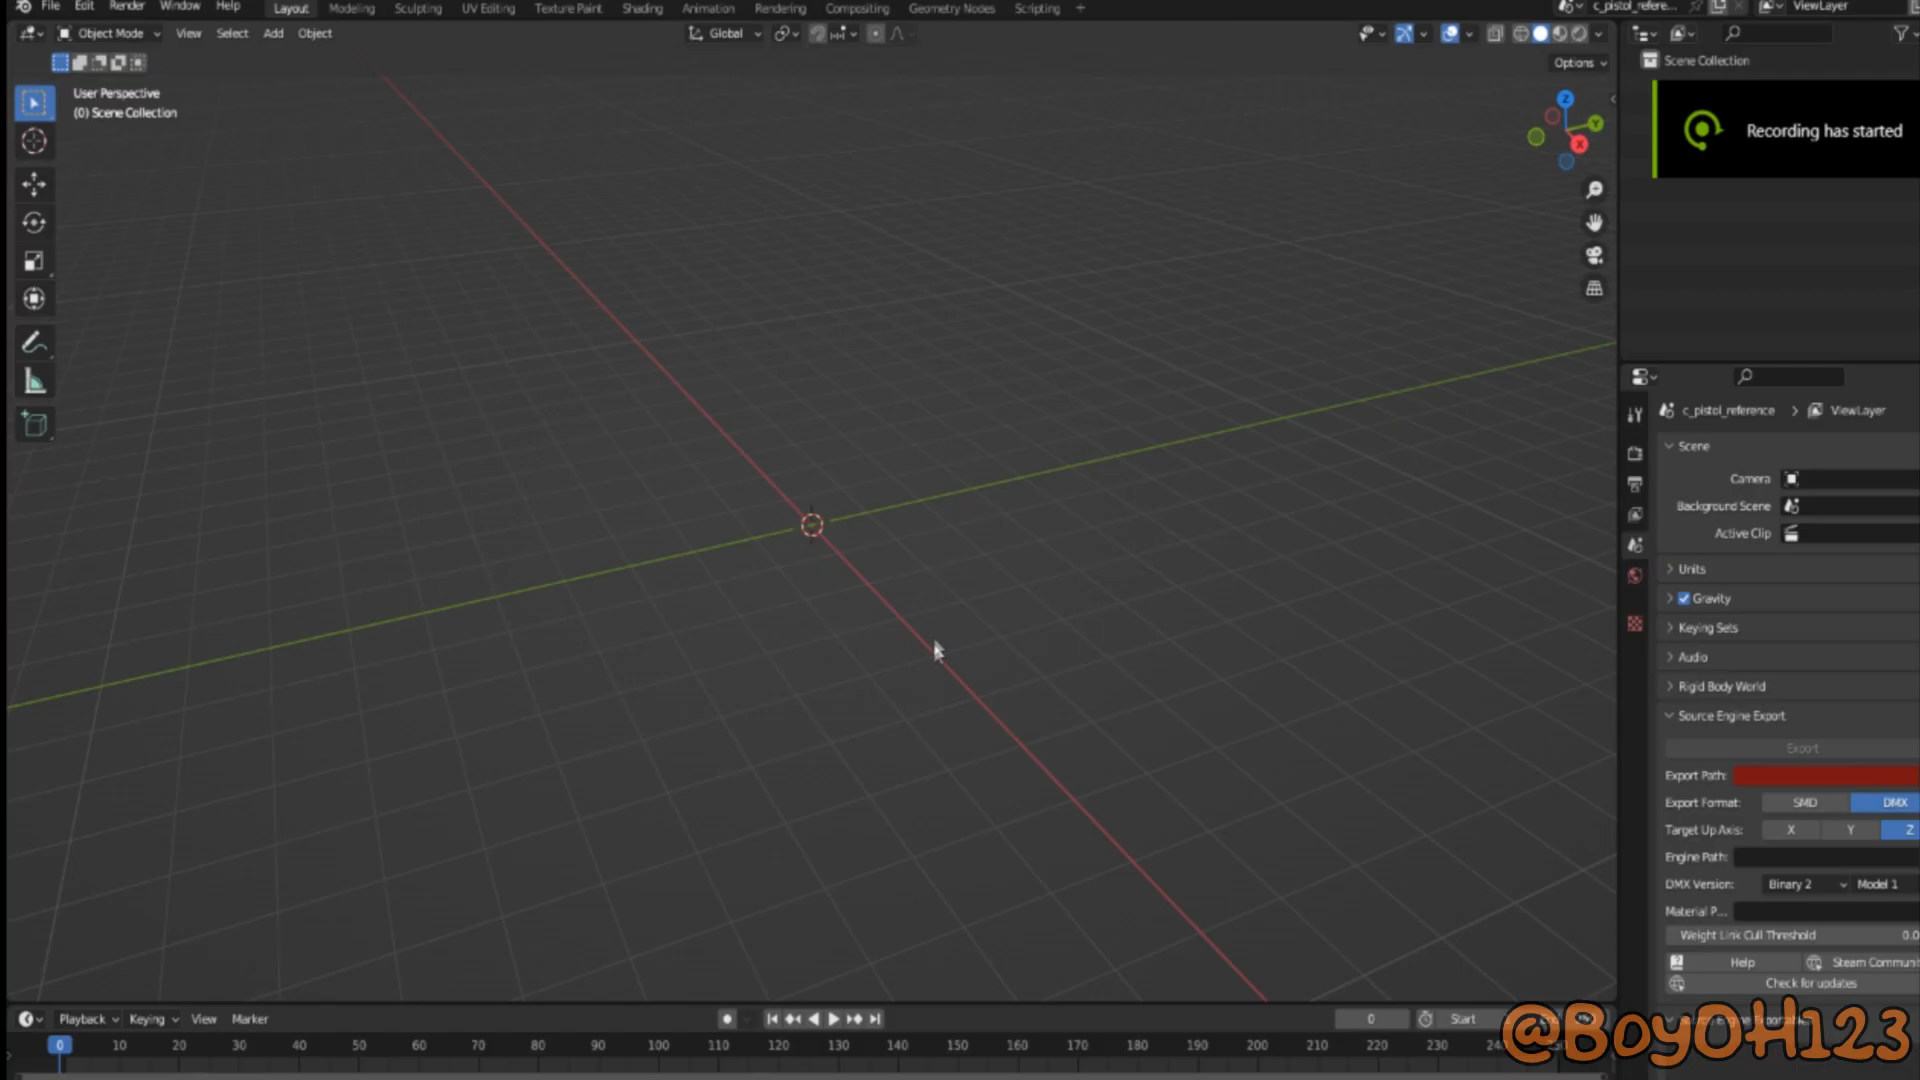 File Edit Render Window Help Layout Modeling Sculpting UV Editing Texture Paint Shading Animation Rendering Compositing Geometry Nodes Scripting + c_pistol_refere... ViewLayer
Object Mode View Select Add Object Global
Options
User Perspective
(0) Scene Collection
Z
Y
X
Scene Collection
Recording has started
c_pistol_reference > ViewLayer
Scene
Camera
Background Scene
Active Clip
Units
Gravity
Keying Sets
Audio
Rigid Body World
Source Engine Export
Export
Export Path:
Export Format: SMD DMX
Target Up Axis: X Y Z
Engine Path:
DMX Version: Binary 2 Model 1
Material P...
Weight Link Cull Threshold 0.0
Help Steam Communi
Check for updates
Playback Keying View Marker 0 Start
0 10 20 30 40 50 60 70 80 90 100 110 120 130 140 150 160 170 180 190 200 210 220 230
@BoyOH123